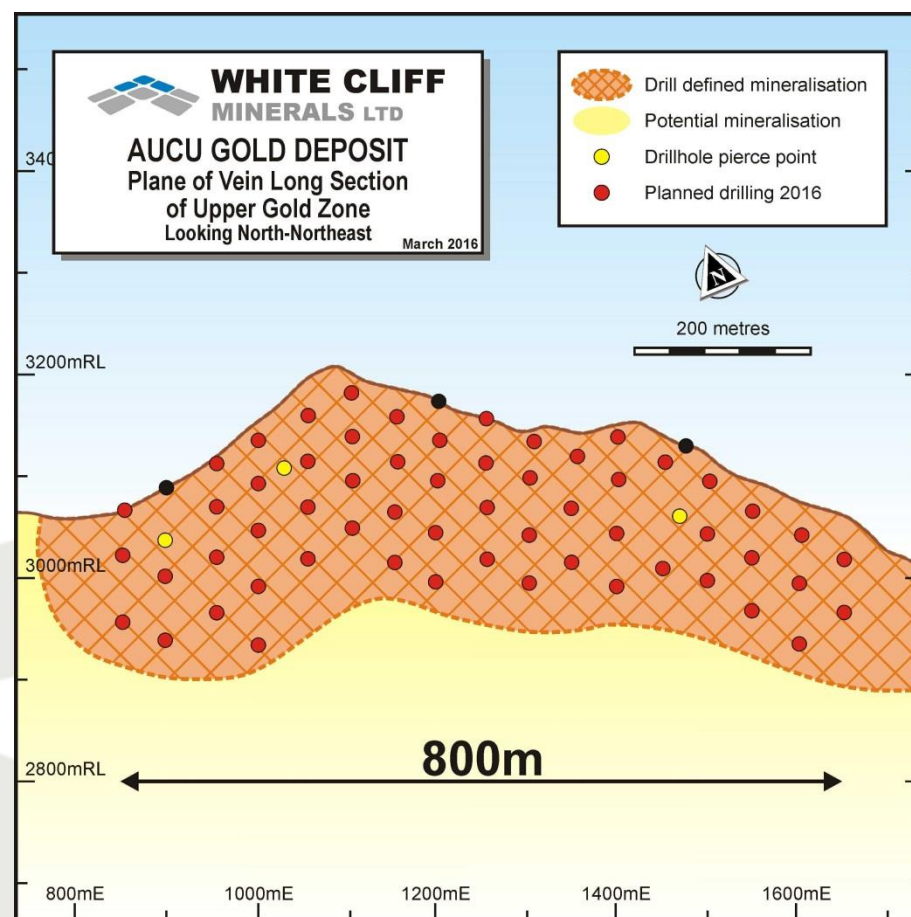 WHITE CLIFF
MINERALS LTD
AUCU GOLD DEPOSIT
Plane of Vein Long Section
of Upper Gold Zone
Looking North-Northeast
March 2016
Drill defined mineralisation
Potential mineralisation
Drillhole pierce point
Planned drilling 2016
N
200 metres
3200mRL
3000mRL
800m
2800mRL
800mE
1000mE
1200mE
1400mE
1600mE